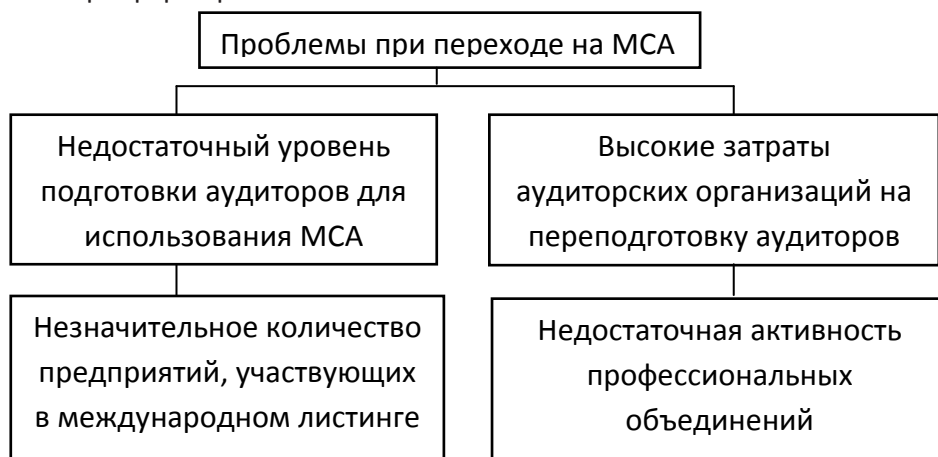 Проблемы при переходе на МСА
Недостаточный уровень
подготовки аудиторов для
использования МСА
Высокие затраты
аудиторских организаций на
переподготовку аудиторов
Незначительное количество
предприятий, участвующих
в международном листинге
Недостаточная активность
профессиональных
объединений